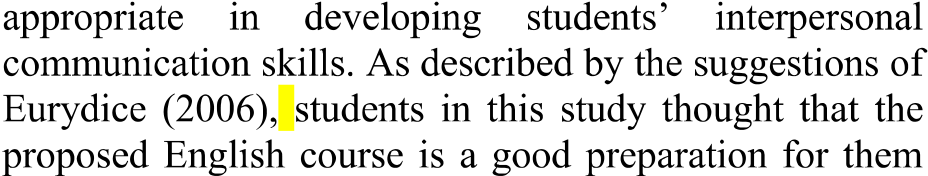 appropriate in developing students’ interpersonal
communication skills. As described by the suggestions of
Eurydice (2006), students in this study thought that the
proposed English course is a good preparation for them